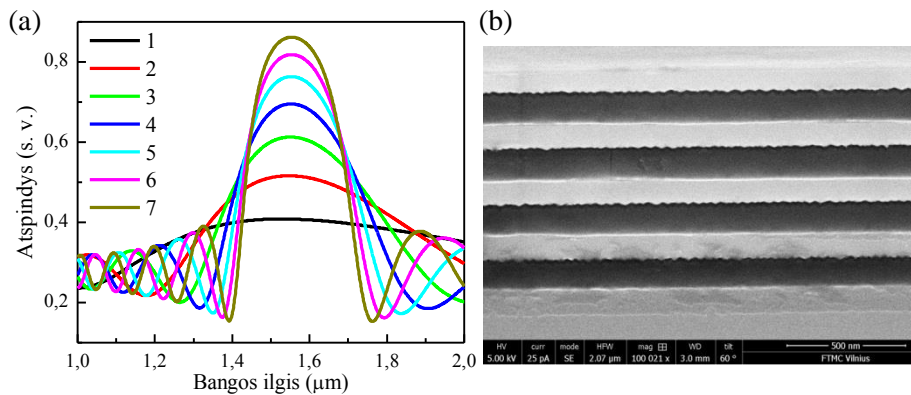 (a)
(b)
Atspindys (s. v.)
0,8
0,6
0,4
0,2
1
2
3
4
5
6
7
1,0 1,2 1,4 1,6 1,8 2,0
Bangos ilgis (µm)
HV curr mode HFW mag WD tilt
5.00 kV 25 pA SE 2.07 µm 100 021 x 3.0 mm 60 °
500 nm
FTMC Vilnius